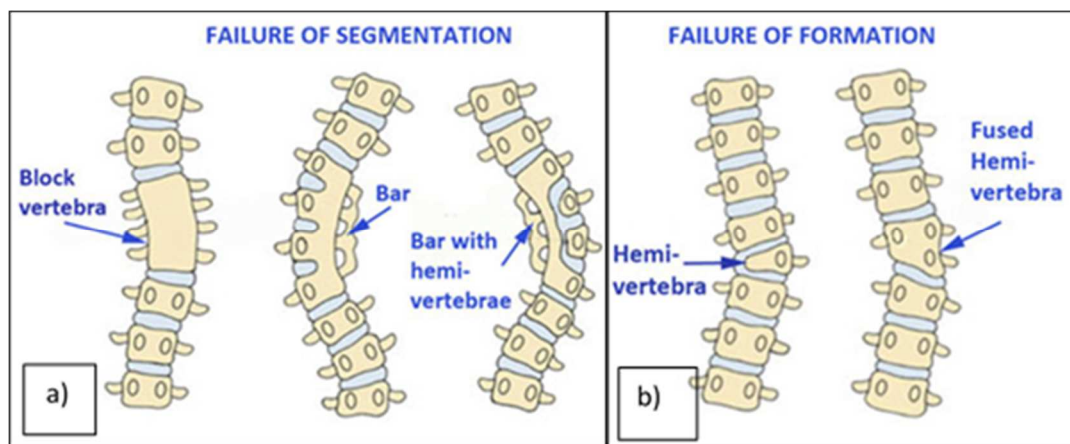 FAILURE OF SEGMENTATION
Block
vertebra
Bar
Bar with
hemi-
vertebrae
a)
FAILURE OF FORMATION
Fused
Hemi-
vertebra
Hemi-
vertebra
b)